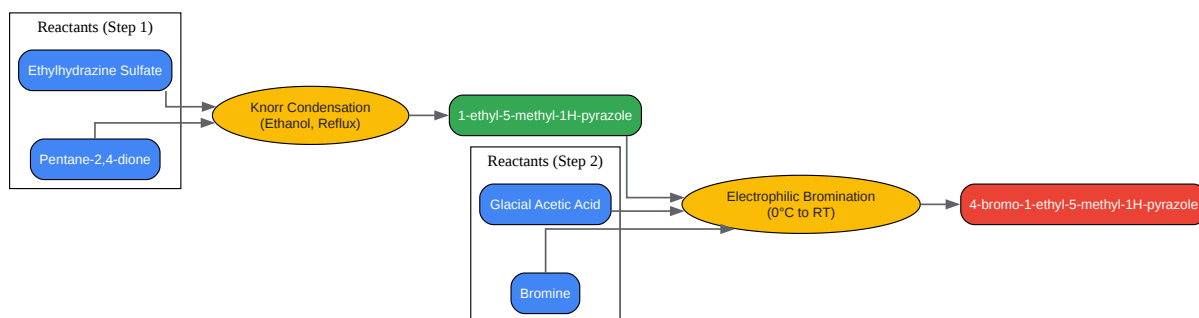 Reactants (Step 1)
Ethylhydrazine Sulfate
Pentane-2,4-dione
Knorr Condensation
(Ethanol, Reflux)
1-ethyl-5-methyl-1H-pyrazole
Reactants (Step 2)
Glacial Acetic Acid
Bromine
Electrophilic Bromination
(0°C to RT)
4-bromo-1-ethyl-5-methyl-1H-pyrazole